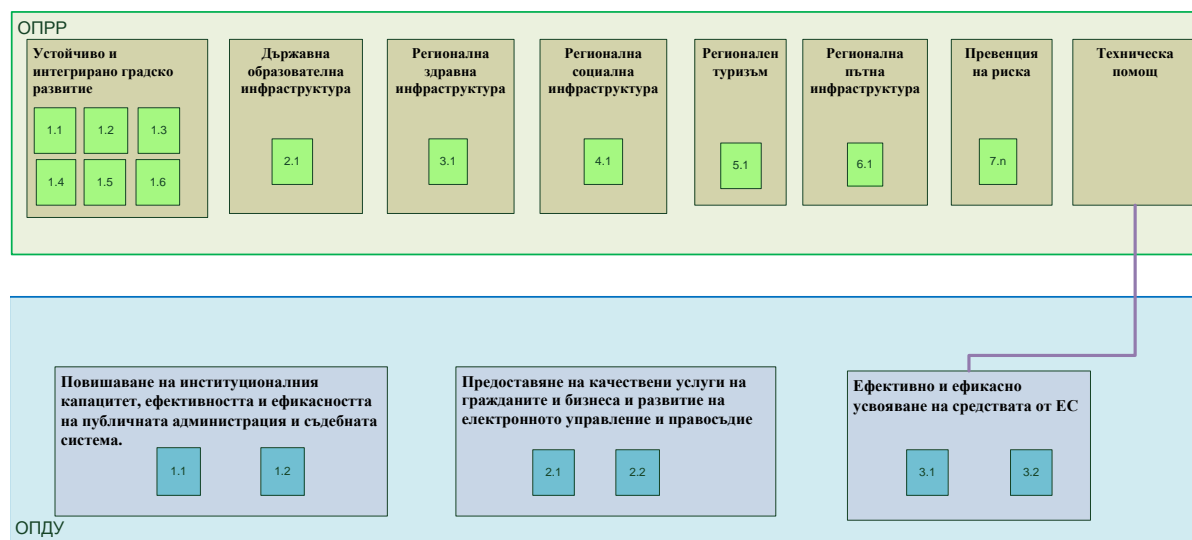 ОПРР
Устойчиво и
интегрирано градско
развитие
1.1
1.2
1.3
1.4
1.5
1.6
Държавна
образователна
инфраструктура
2.1
Регионална
здравна
инфраструктура
3.1
Регионална
социална
инфраструктура
4.1
Регионален
туризъм
5.1
Регионална
пътна
инфраструктура
6.1
Превенция
на риска
7.n
Техническа
помощ
Повишаване на институционалния
капацитет, ефективността и ефикасността
на публичната администрация и съдебната
система.
1.1
1.2
Предоставяне на качествени услуги на
гражданите и бизнеса и развитие на
електронното управление и правосъдие
2.1
2.2
Ефективно и ефикасно
усвояване на средствата от ЕС
3.1
3.2
ОПДУ